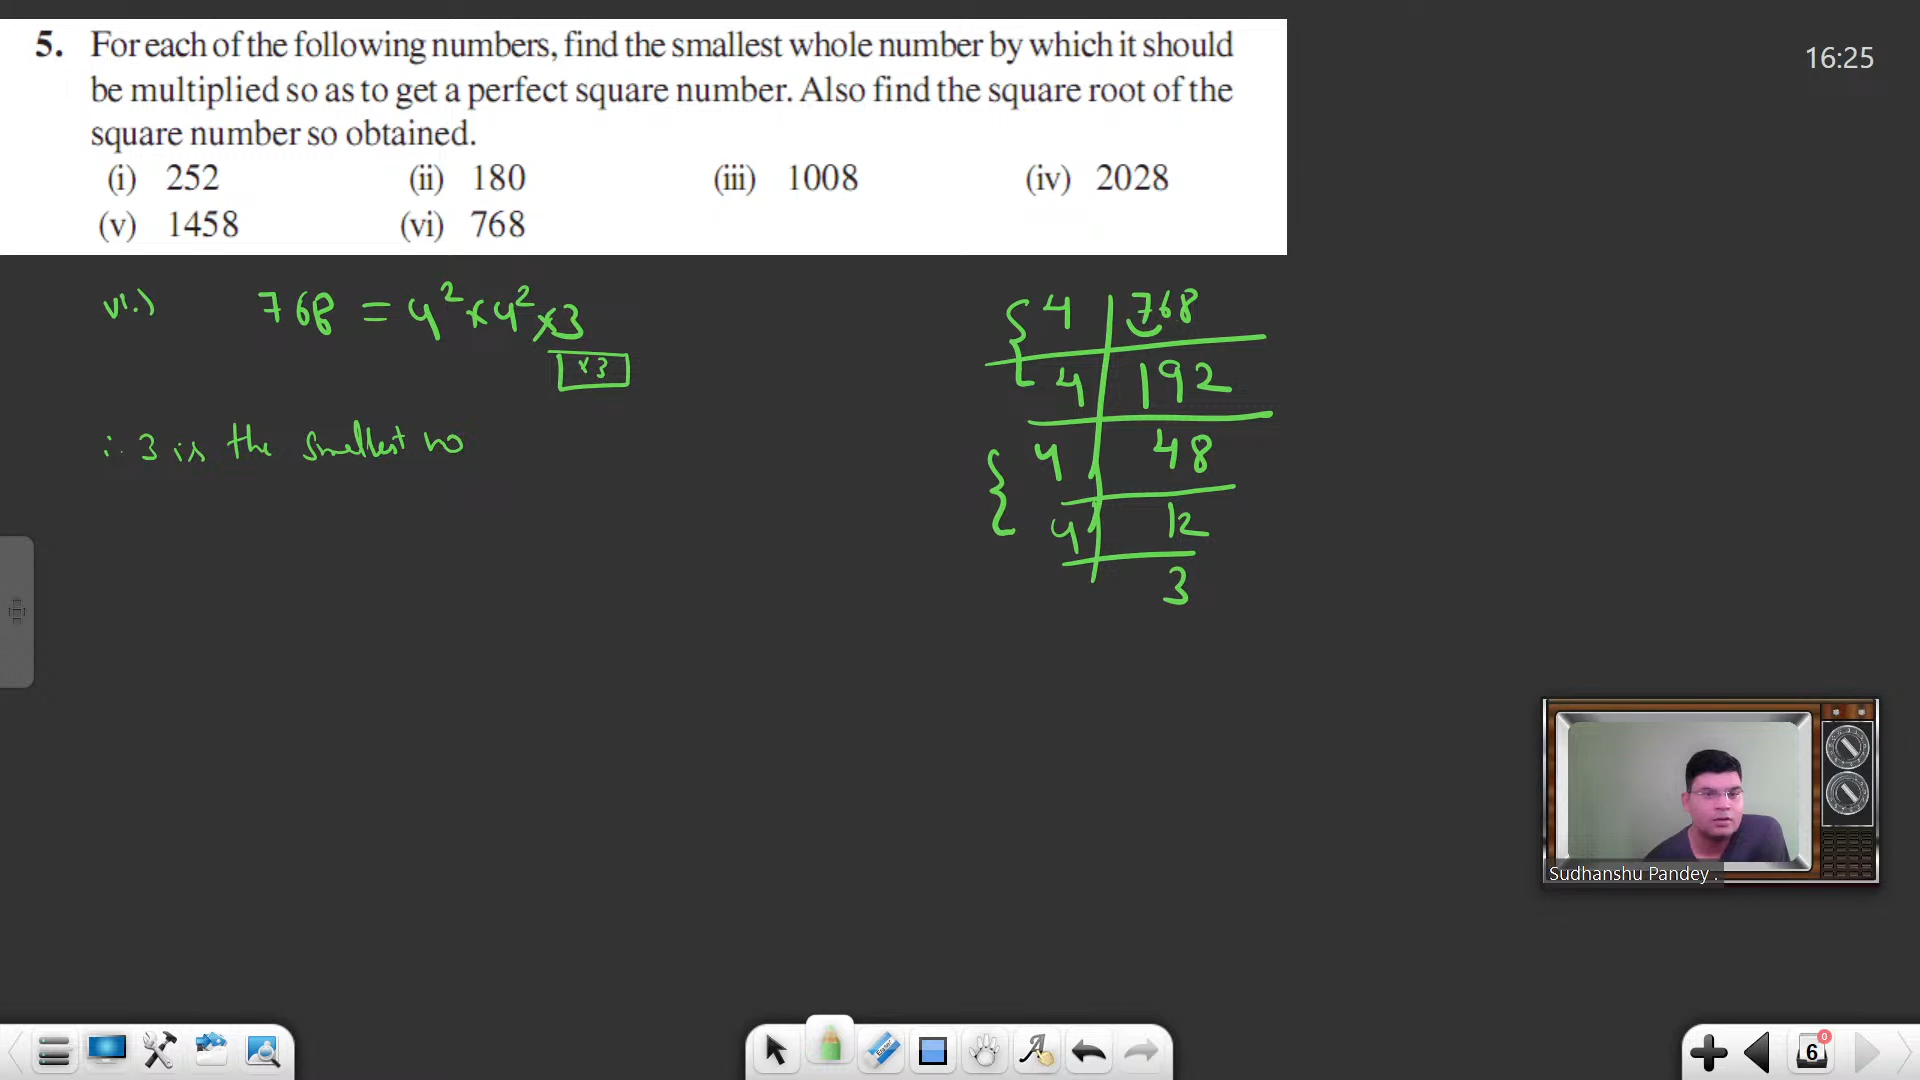 16:25
5. For each of the following numbers, find the smallest whole number by which it should
be multiplied so as to get a perfect square number. Also find the square root of the
square number so obtained.
(i) 252 (ii) 180 (iii) 1008 (iv) 2028
(v) 1458 (vi) 768
vi.) 768 = 4² × 4² × 3
×3
∴ 3 is the smallest no
4 | 768
4 | 192
4 | 48
4 | 12
3
Sudhanshu Pandey .
Eraser
A
6
0